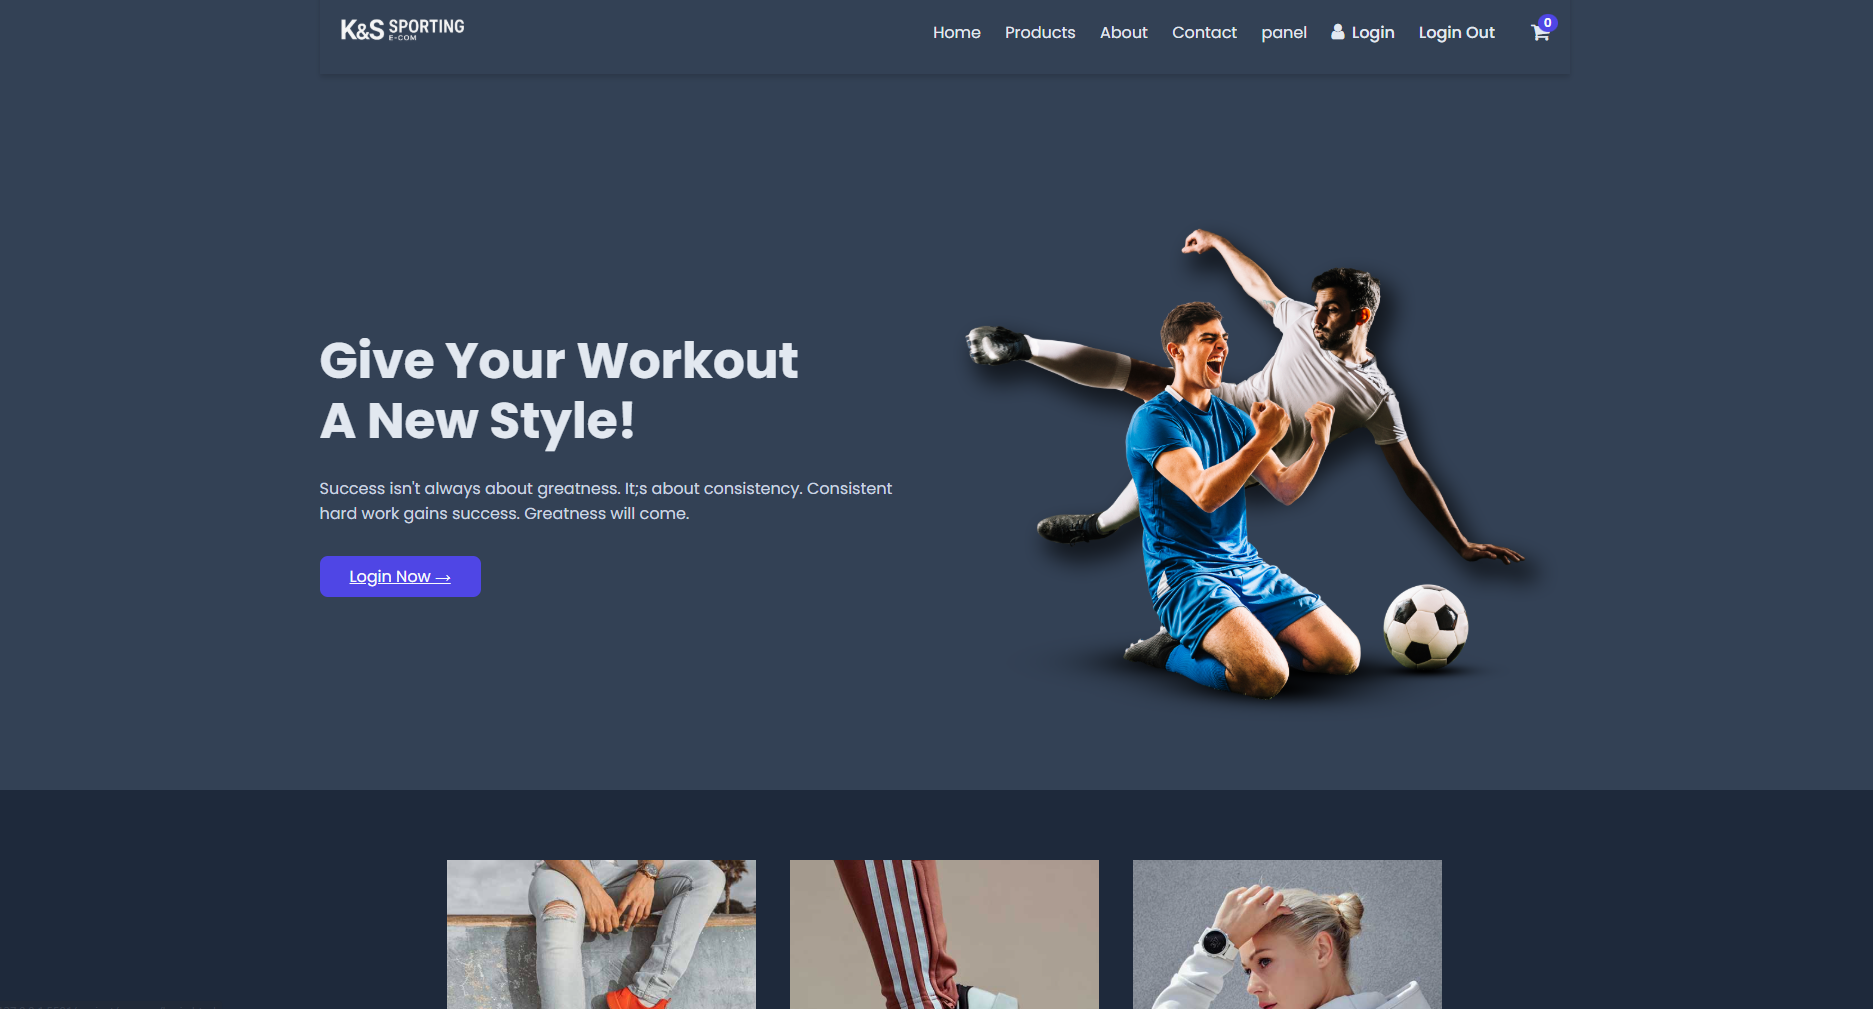 K&S SPORTING
E-COM
Home Products About Contact panel Login Login Out 0
Give Your Workout
A New Style!
Success isn't always about greatness. It;s about consistency. Consistent
hard work gains success. Greatness will come.
Login Now →